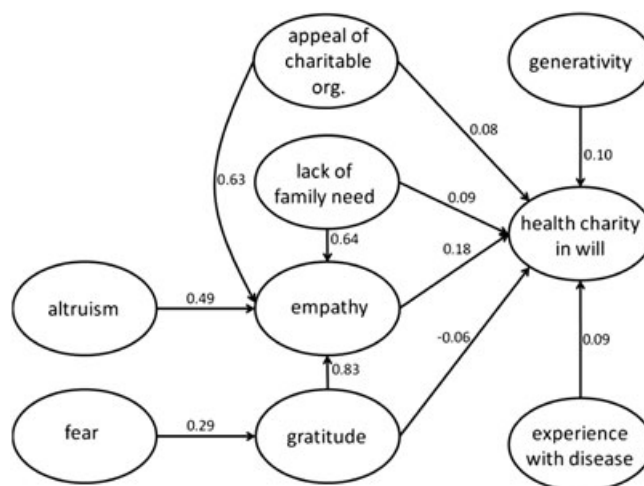 appeal of
charitable
org.
generativity
0.08
0.10
0.63
lack of
family need
0.09
health charity
in will
0.64
0.18
altruism
0.49
empathy
-0.06
0.09
0.83
fear
0.29
gratitude
experience
with disease